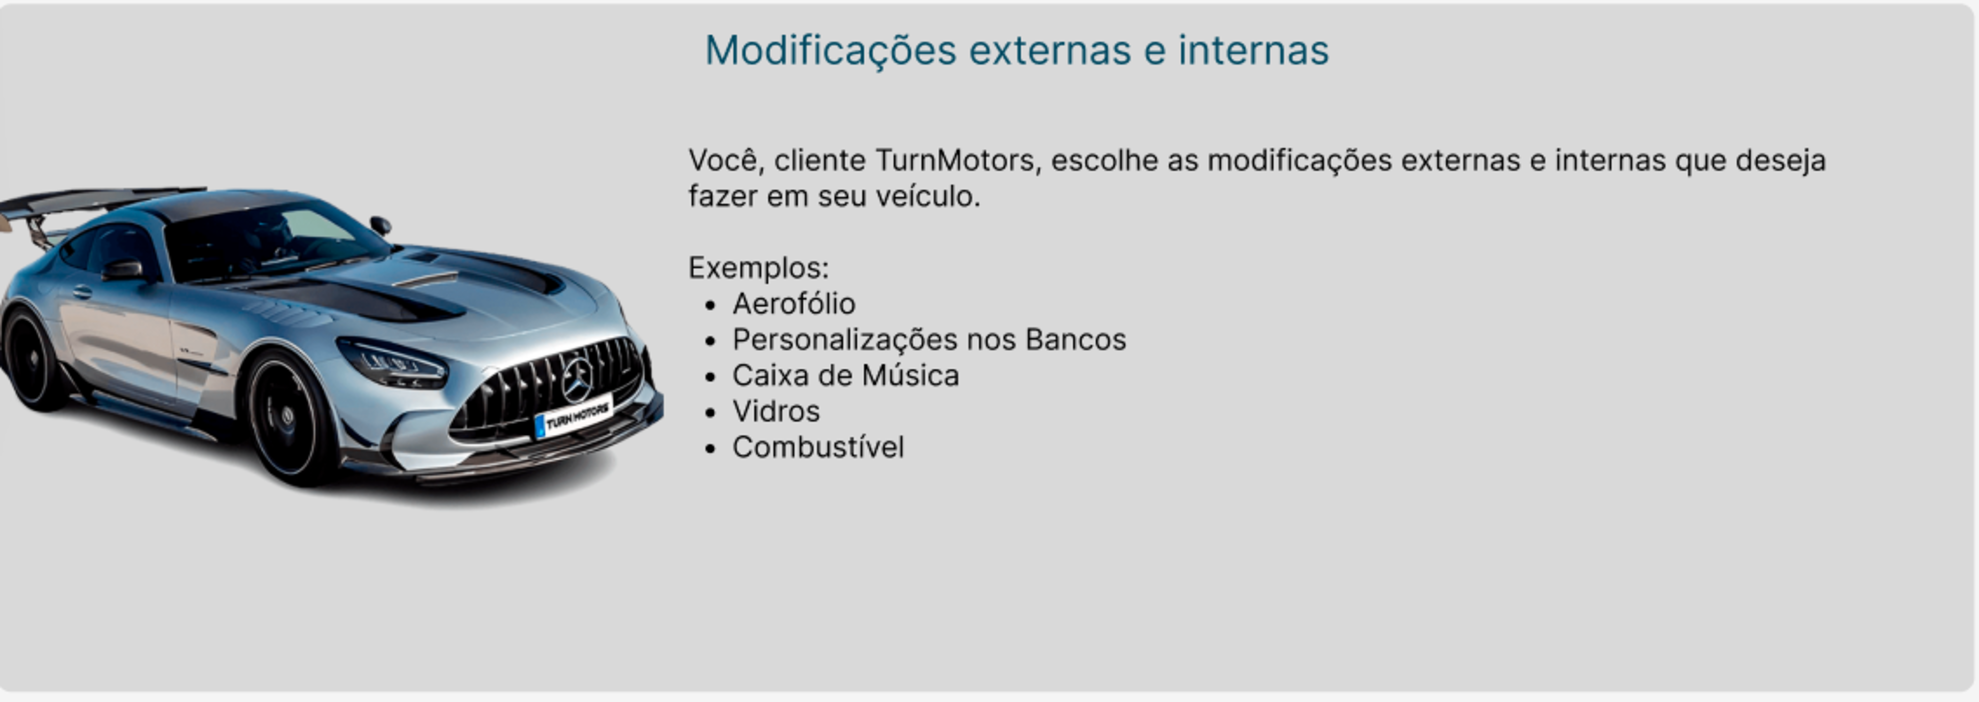 Modificações externas e internas
Você, cliente TurnMotors, escolhe as modificações externas e internas que deseja
fazer em seu veículo.
Exemplos:
• Aerofólio
• Personalizações nos Bancos
• Caixa de Música
• Vidros
• Combustível
TURN MOTORS